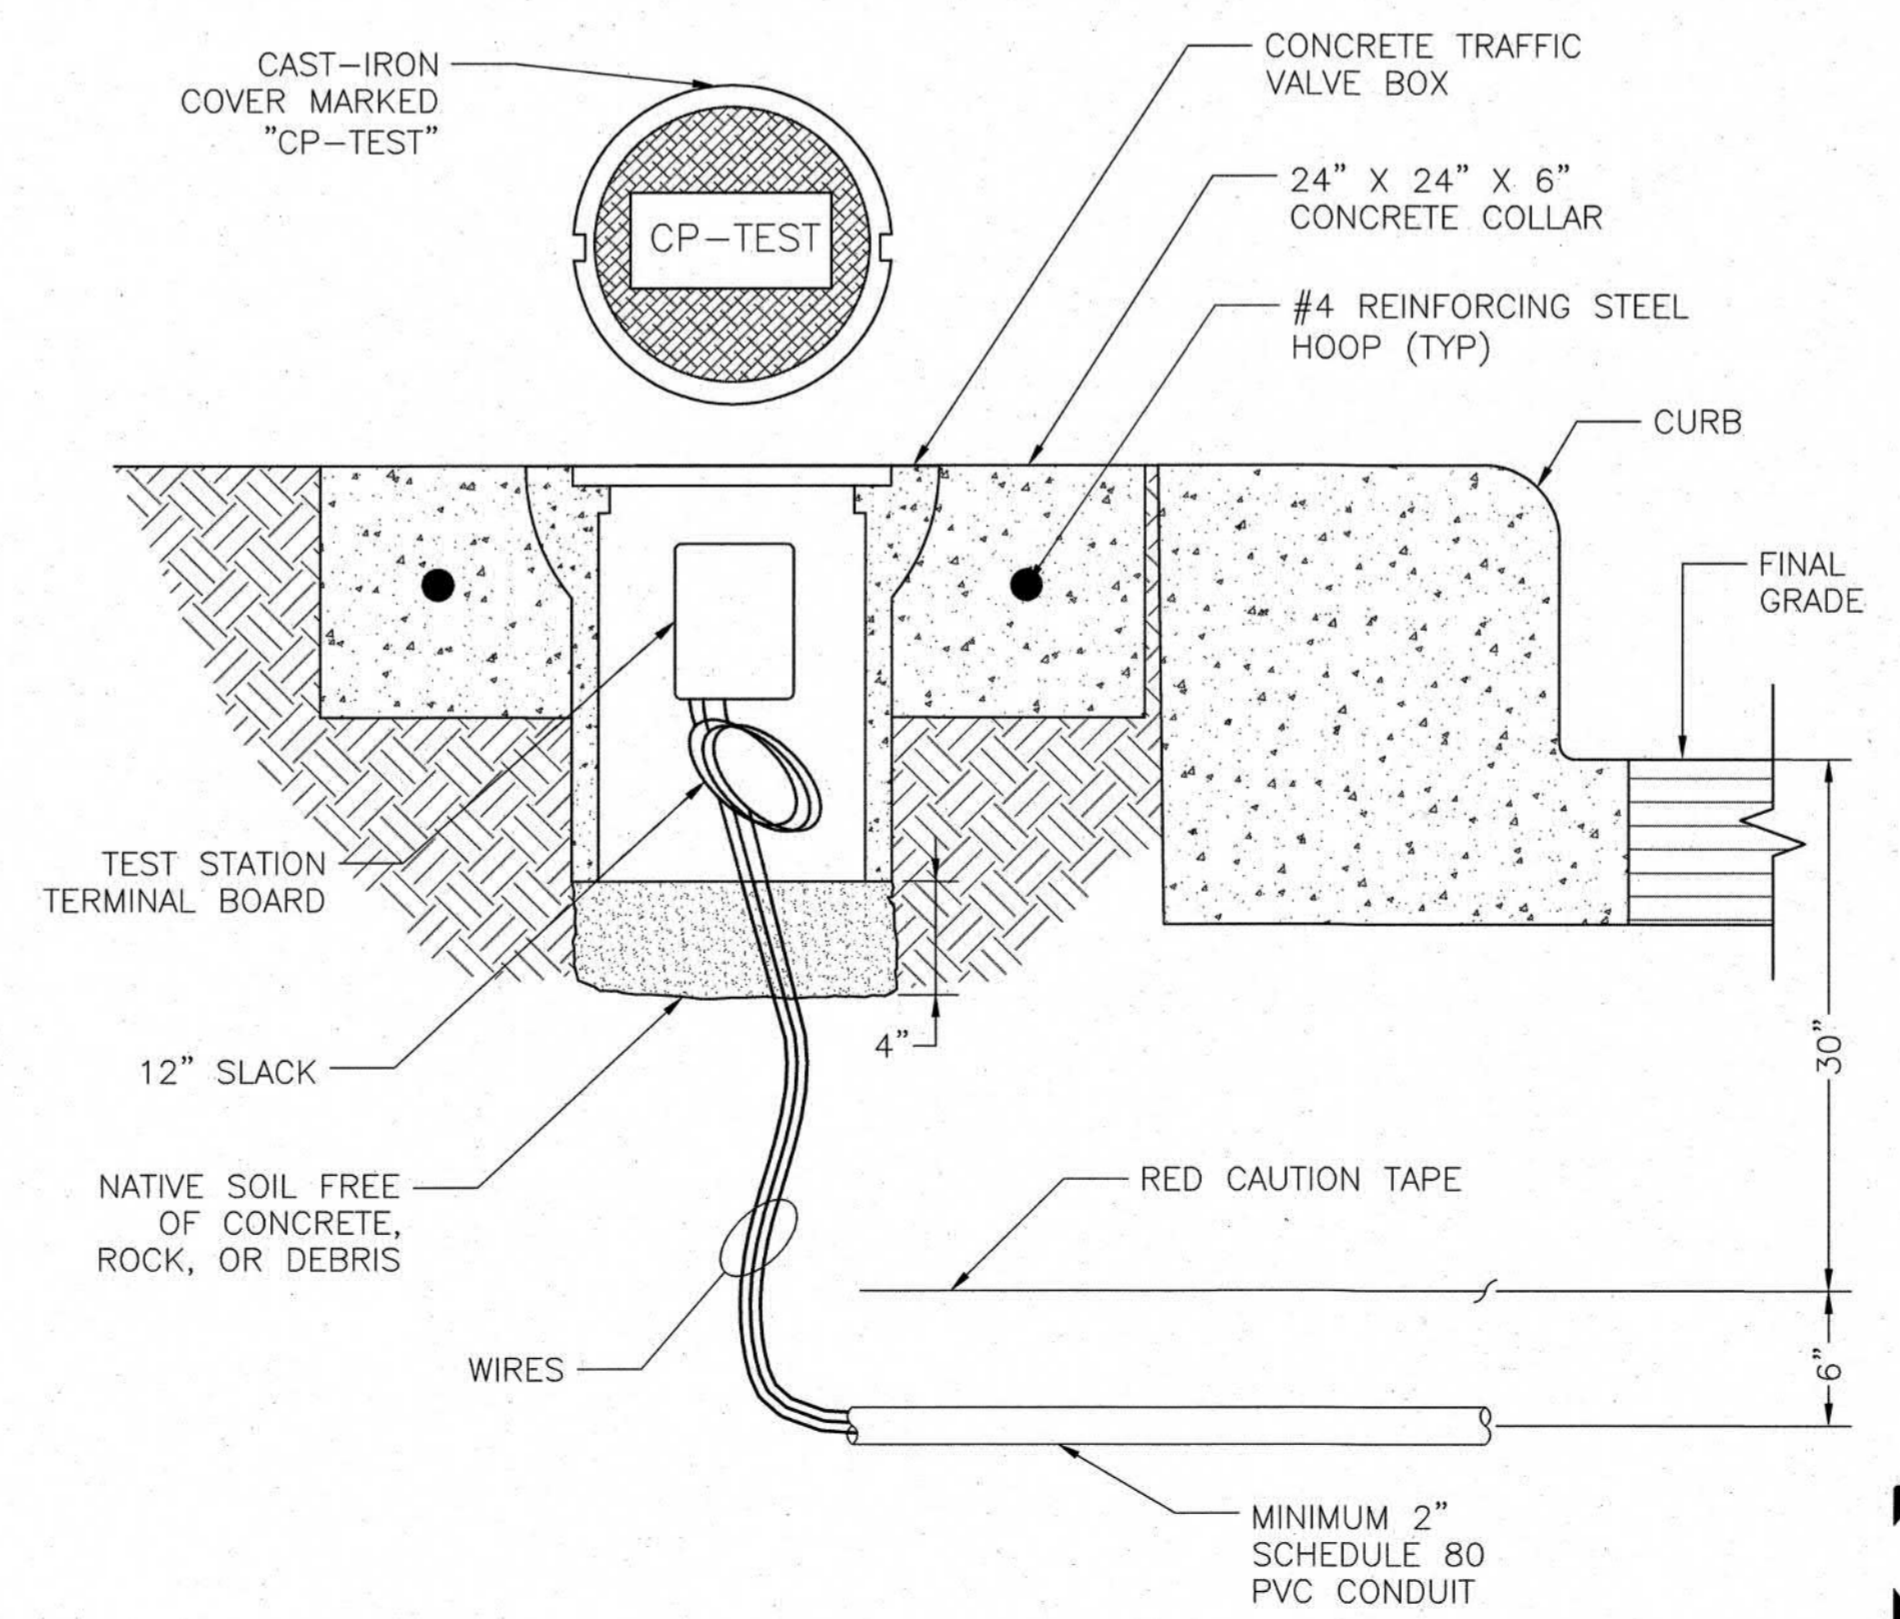 CAST-IRON
COVER MARKED
"CP-TEST"
CP-TEST
CONCRETE TRAFFIC
VALVE BOX
24" X 24" X 6"
CONCRETE COLLAR
#4 REINFORCING STEEL
HOOP (TYP)
CURB
FINAL
GRADE
TEST STATION
TERMINAL BOARD
12" SLACK
4"
30"
NATIVE SOIL FREE
OF CONCRETE,
ROCK, OR DEBRIS
RED CAUTION TAPE
WIRES
6"
MINIMUM 2"
SCHEDULE 80
PVC CONDUIT